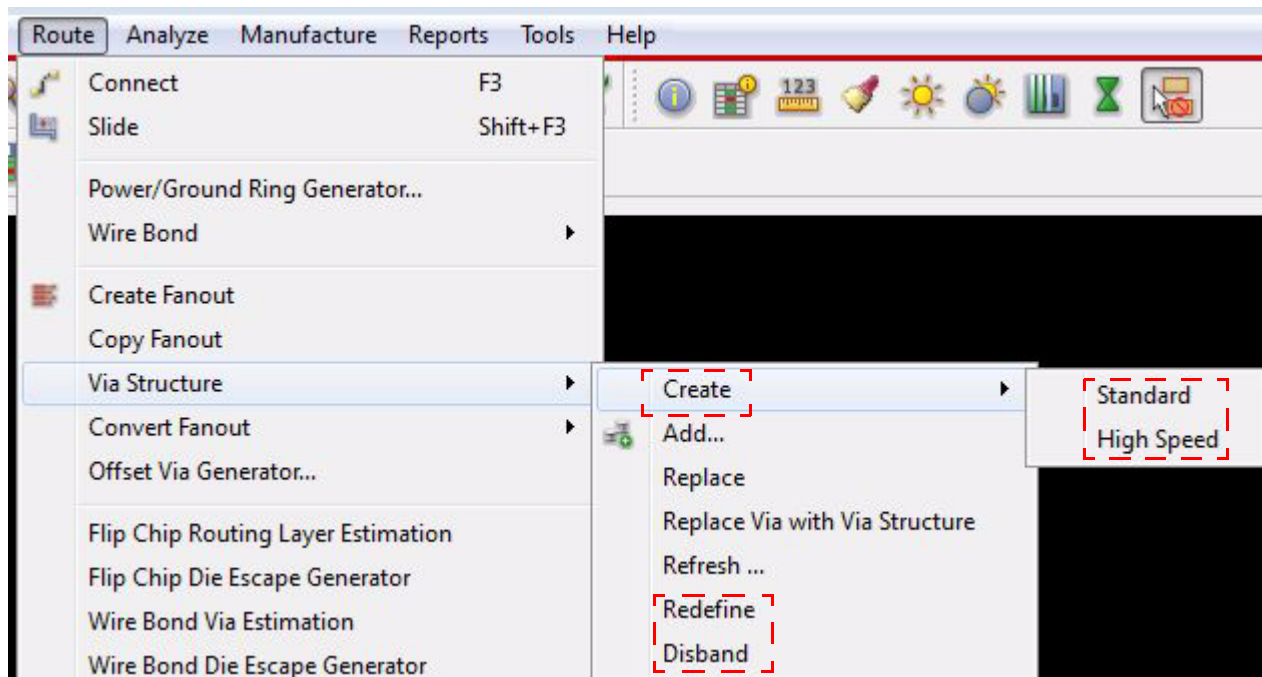 Route Analyze Manufacture Reports Tools Help
Connect F3
123
Slide Shift+F3
Power/Ground Ring Generator...
Wire Bond
Create Fanout
Copy Fanout
Via Structure
Create
Standard
Convert Fanout
Add...
High Speed
Offset Via Generator...
Replace
Flip Chip Routing Layer Estimation
Replace Via with Via Structure
Flip Chip Die Escape Generator
Refresh ...
Wire Bond Via Estimation
Redefine
Wire Bond Die Escape Generator
Disband